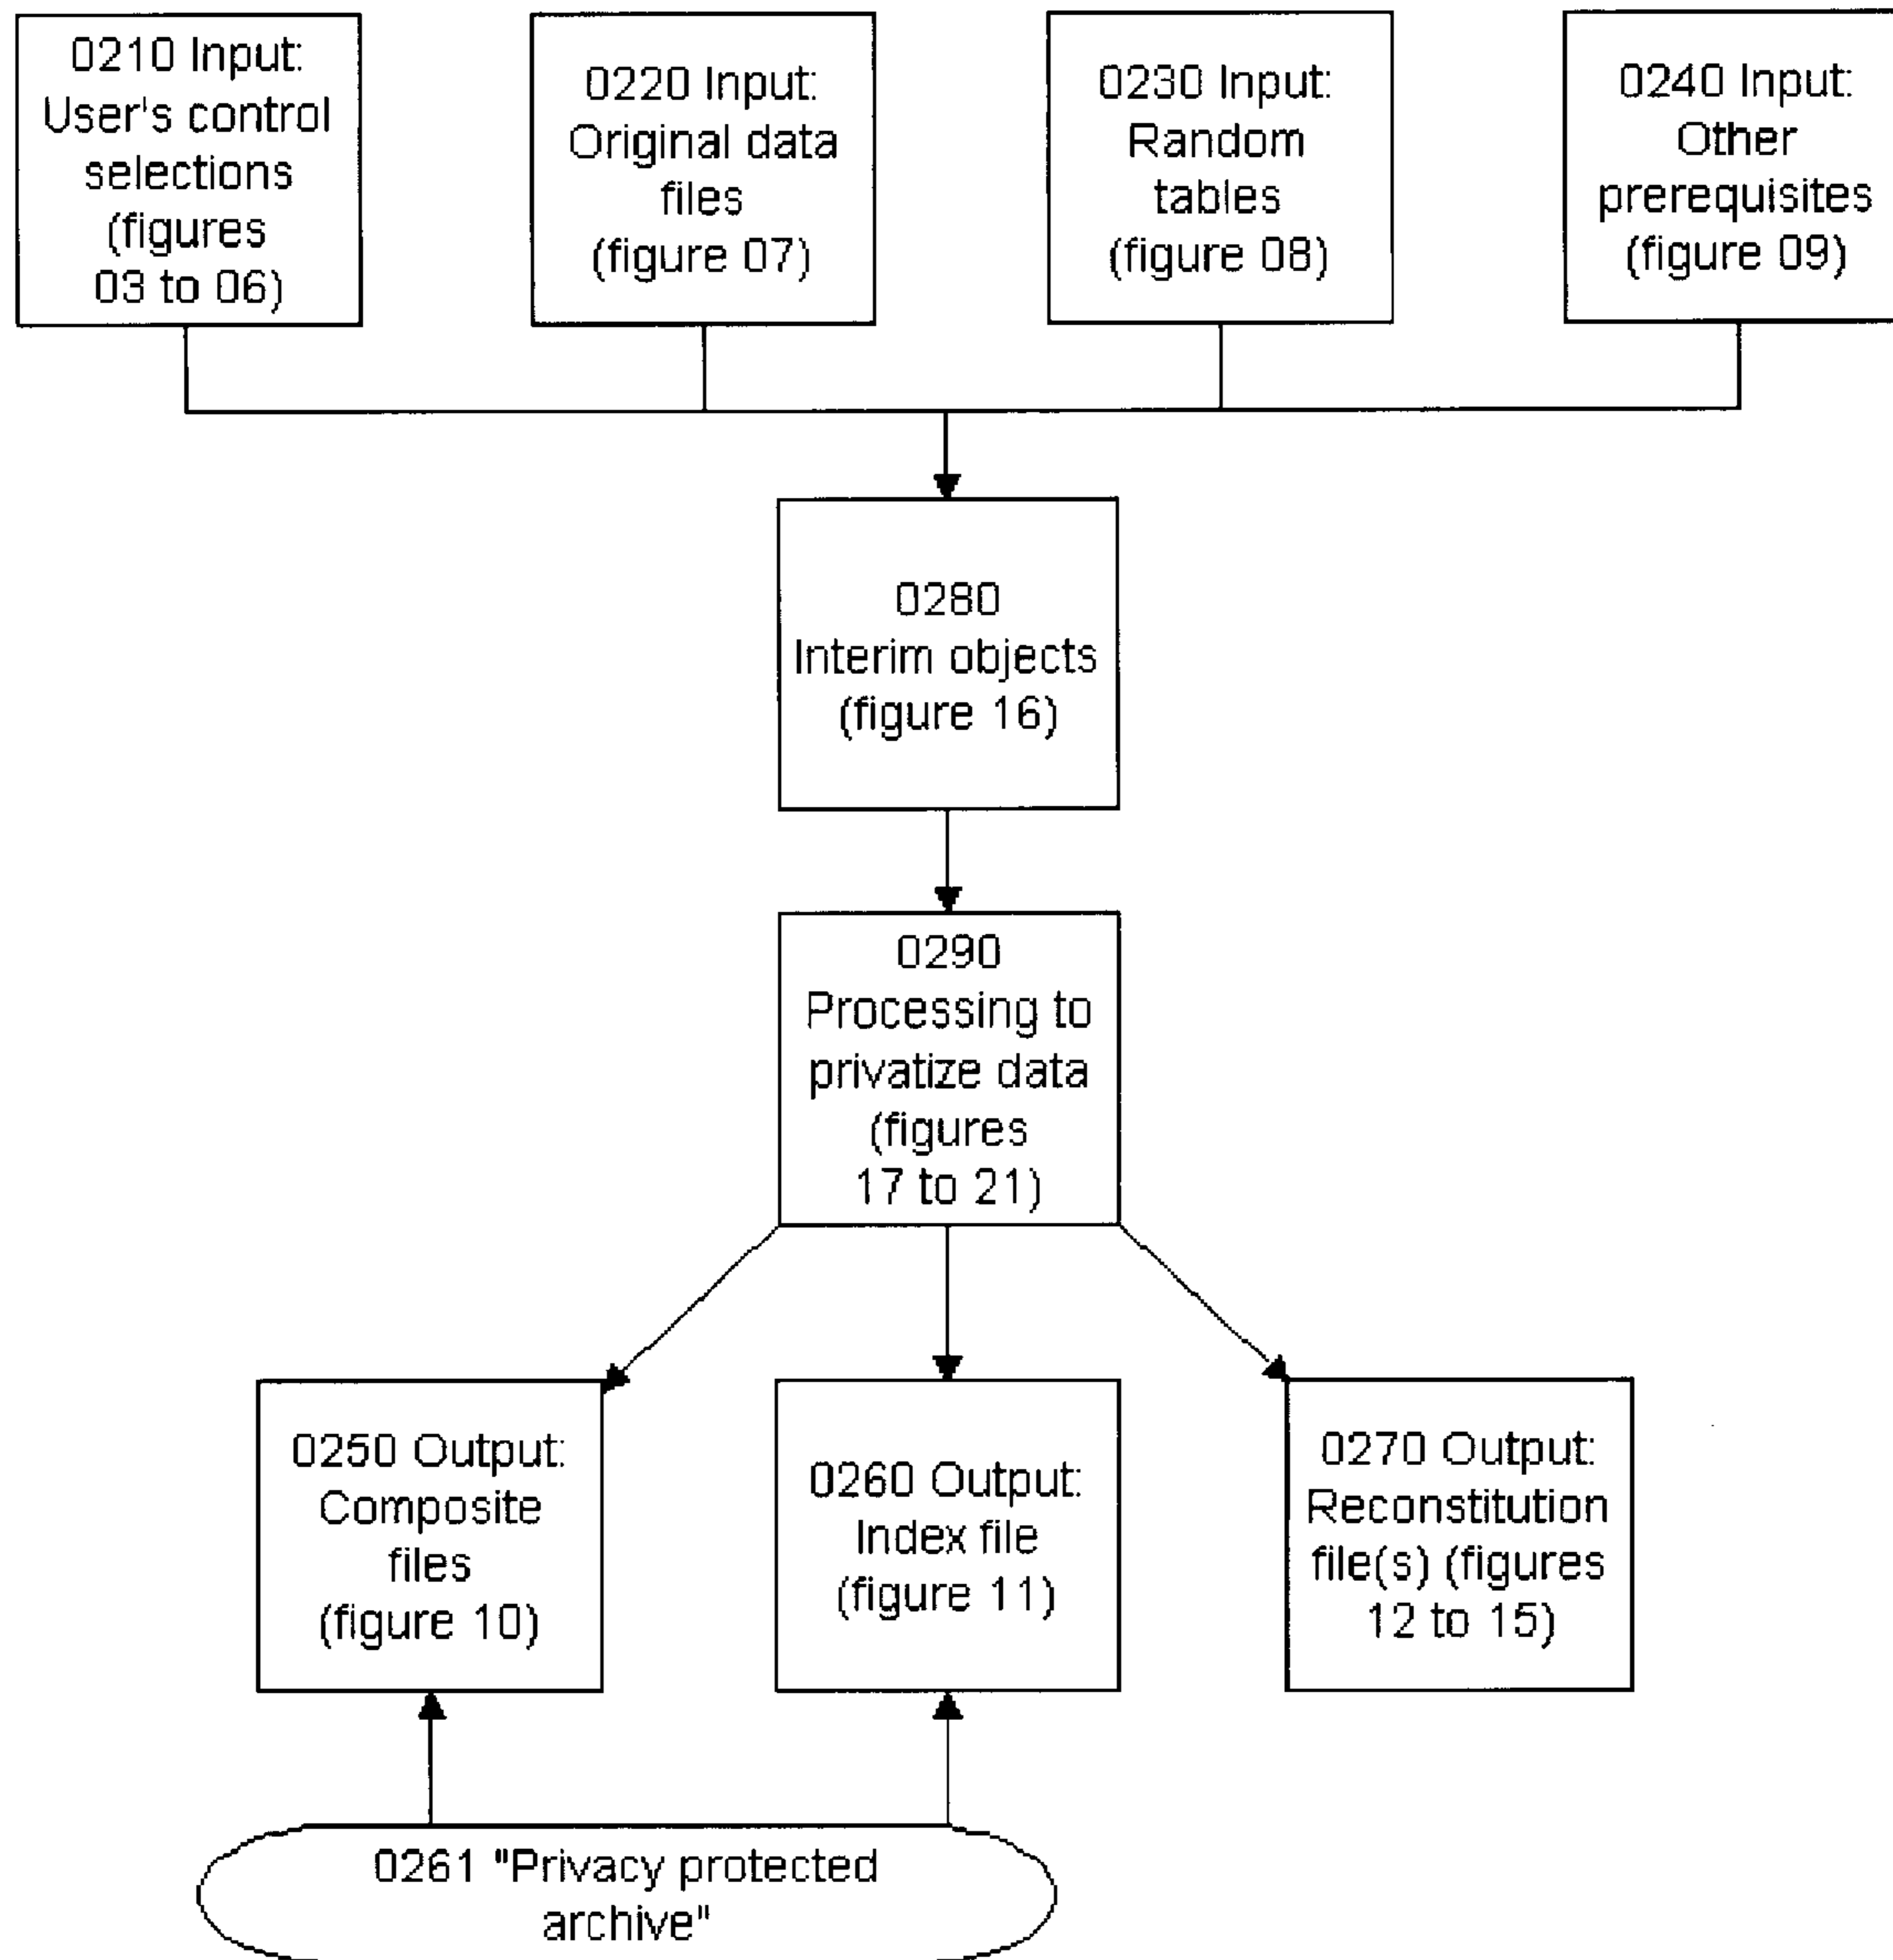 0210 Input:
User's control
selections
(figures
03 to 06)
0220 Input:
Original data
files
(figure 07)
0230 Input:
Random
tables
(figure 08)
0240 Input:
Other
prerequisites
(figure 09)
0280
Interim objects
(figure 16)
0290
Processing to
privatize data
(figures
17 to 21)
0250 Output:
Composite
files
(figure 10)
0260 Output:
Index file
(figure 11)
0270 Output:
Reconstitution
file(s) (figures
12 to 15)
0261 "Privacy protected
archive"